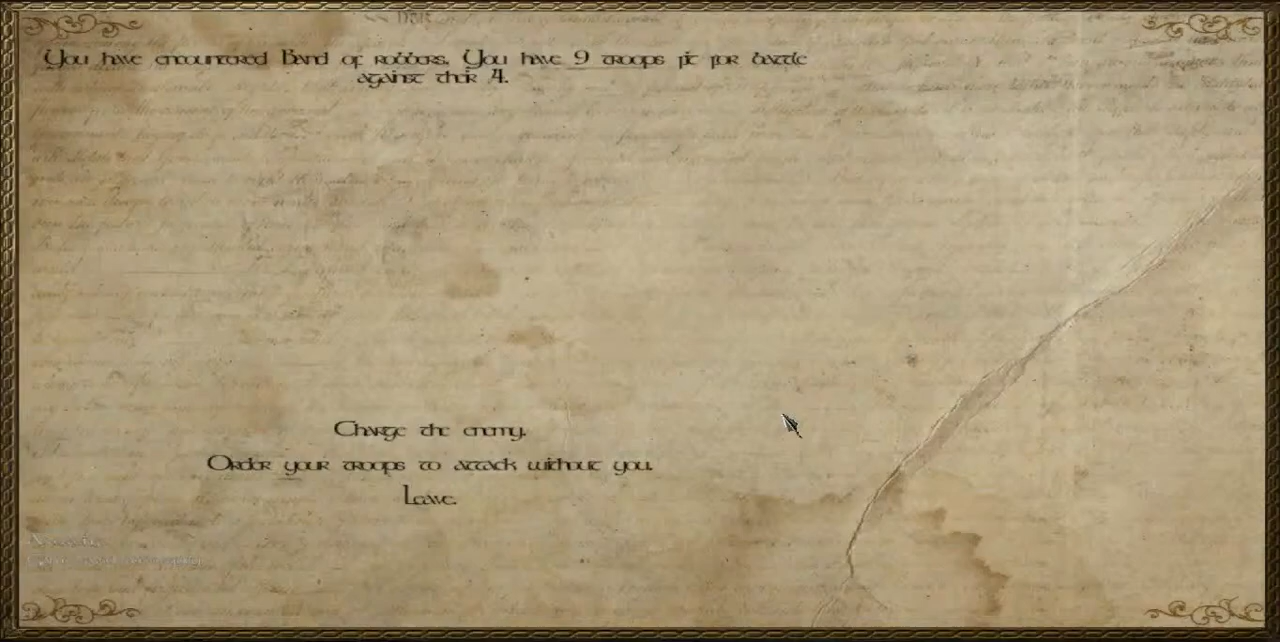 You have encountered Band of robbers. You have 9 troops fit for battle
against their 4.
Charge the enemy.
Order your troops to attack without you.
Leave.